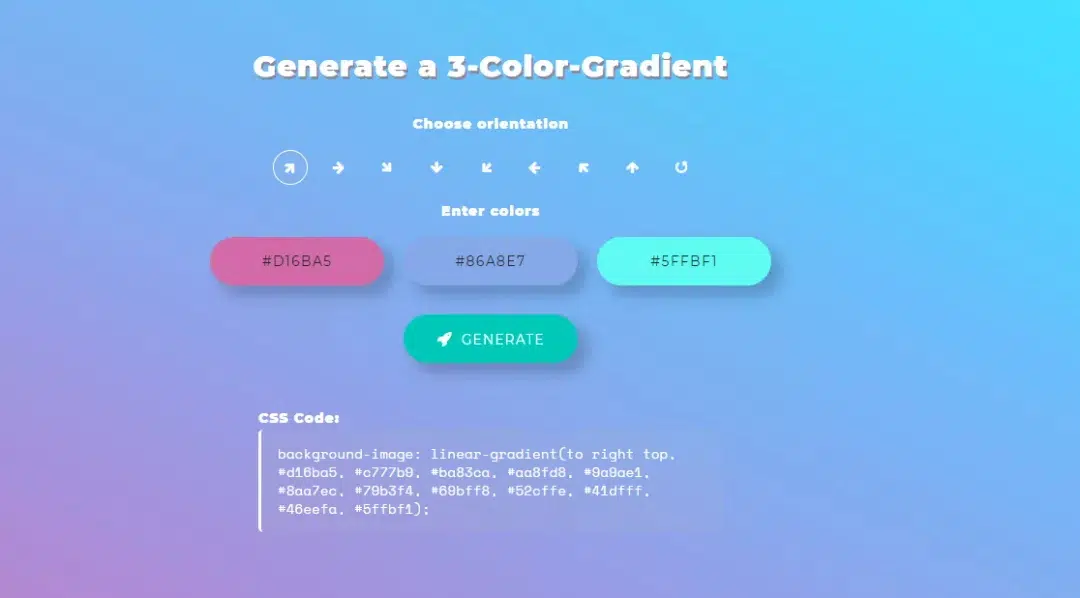 Generate a 3-Color-Gradient
Choose orientation
Enter colors
#D16BA5 #86A8E7 #5FFBF1
GENERATE
CSS Code:
background-image: linear-gradient(to right top,
#d16ba5, #c777b9, #ba83ca, #aa8fd8, #9a9ae1,
#8aa7ec, #79b3f4, #69bff8, #52cffe, #41dfff,
#46eefa, #5ffbf1);